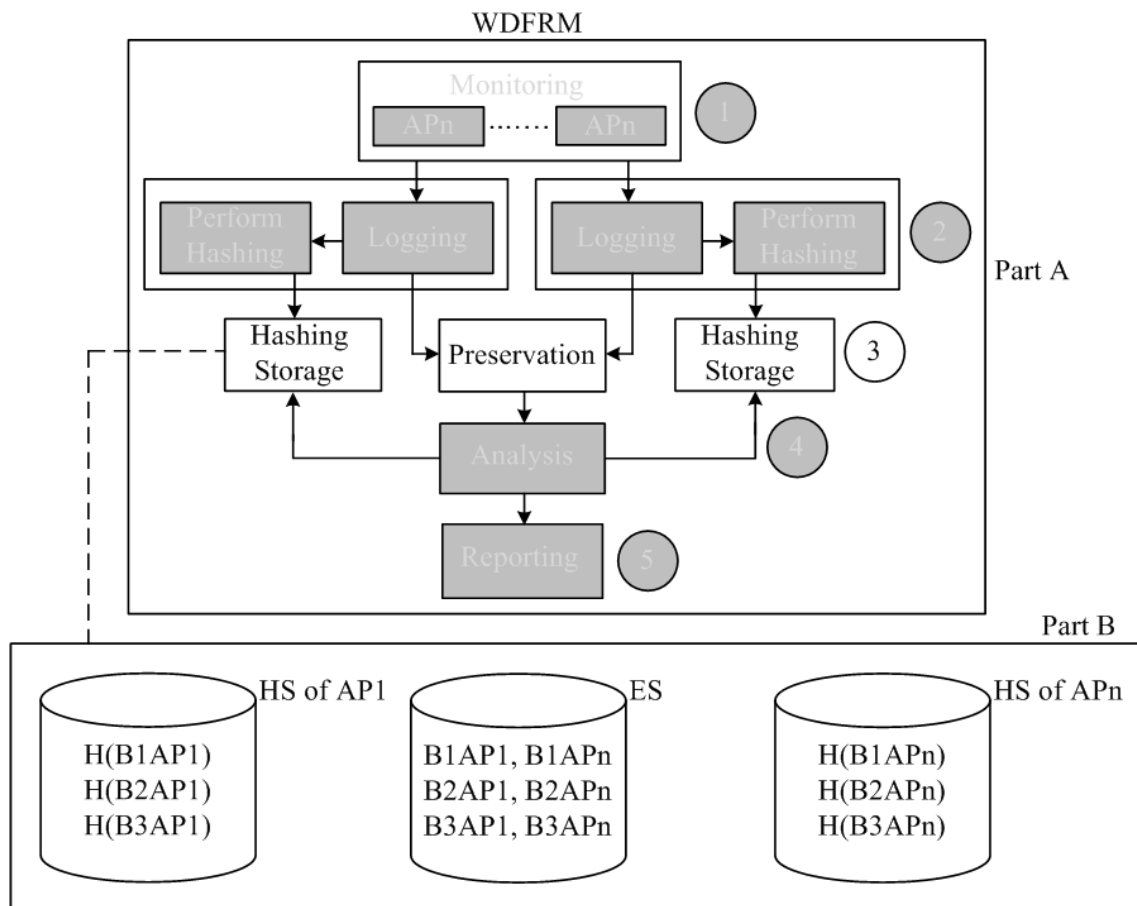 WDFRM
Monitoring
APn ....... APn
1
Perform
Hashing
Logging
Logging
Perform
Hashing
2
Part A
Hashing
Storage
Preservation
Hashing
Storage
3
Analysis
4
Reporting
5
Part B
HS of AP1
H(B1AP1)
H(B2AP1)
H(B3AP1)
ES
B1AP1, B1APn
B2AP1, B2APn
B3AP1, B3APn
HS of APn
H(B1APn)
H(B2APn)
H(B3APn)